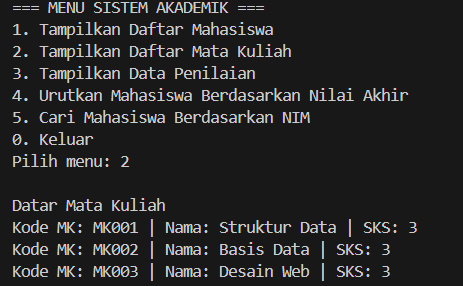 === MENU SISTEM AKADEMIK ===
1. Tampilkan Daftar Mahasiswa
2. Tampilkan Daftar Mata Kuliah
3. Tampilkan Data Penilaian
4. Urutkan Mahasiswa Berdasarkan Nilai Akhir
5. Cari Mahasiswa Berdasarkan NIM
0. Keluar
Pilih menu: 2
Datar Mata Kuliah
Kode MK: MK001 | Nama: Struktur Data | SKS: 3
Kode MK: MK002 | Nama: Basis Data | SKS: 3
Kode MK: MK003 | Nama: Desain Web | SKS: 3